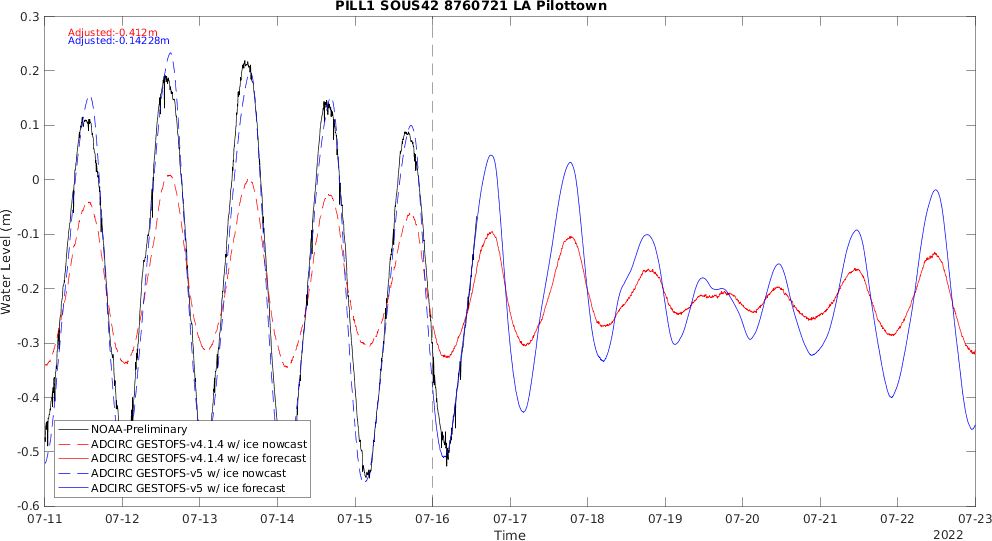 PILL1 SOUS42 8760721 LA Pilottown
Adjusted:-0.412m
Adjusted:-0.14228m
0.3
0.2
0.1
0
-0.1
-0.2
-0.3
-0.4
-0.5
-0.6
Water Level (m)
NOAA-Preliminary
ADCIRC GESTOFS-v4.1.4 w/ ice nowcast
ADCIRC GESTOFS-v4.1.4 w/ ice forecast
ADCIRC GESTOFS-v5 w/ ice nowcast
ADCIRC GESTOFS-v5 w/ ice forecast
07-11 07-12 07-13 07-14 07-15 07-16 07-17 07-18 07-19 07-20 07-21 07-22 07-23
Time
2022